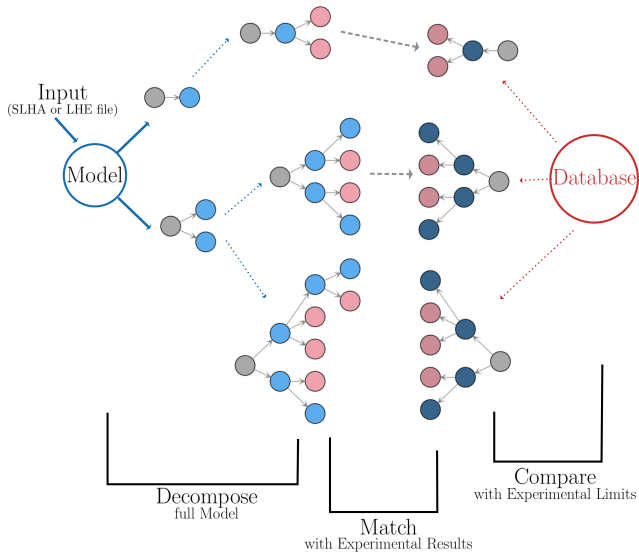 Input
(SLHA or LHE file)
Model
Database
Decompose
full Model
Match
with Experimental Results
Compare
with Experimental Limits